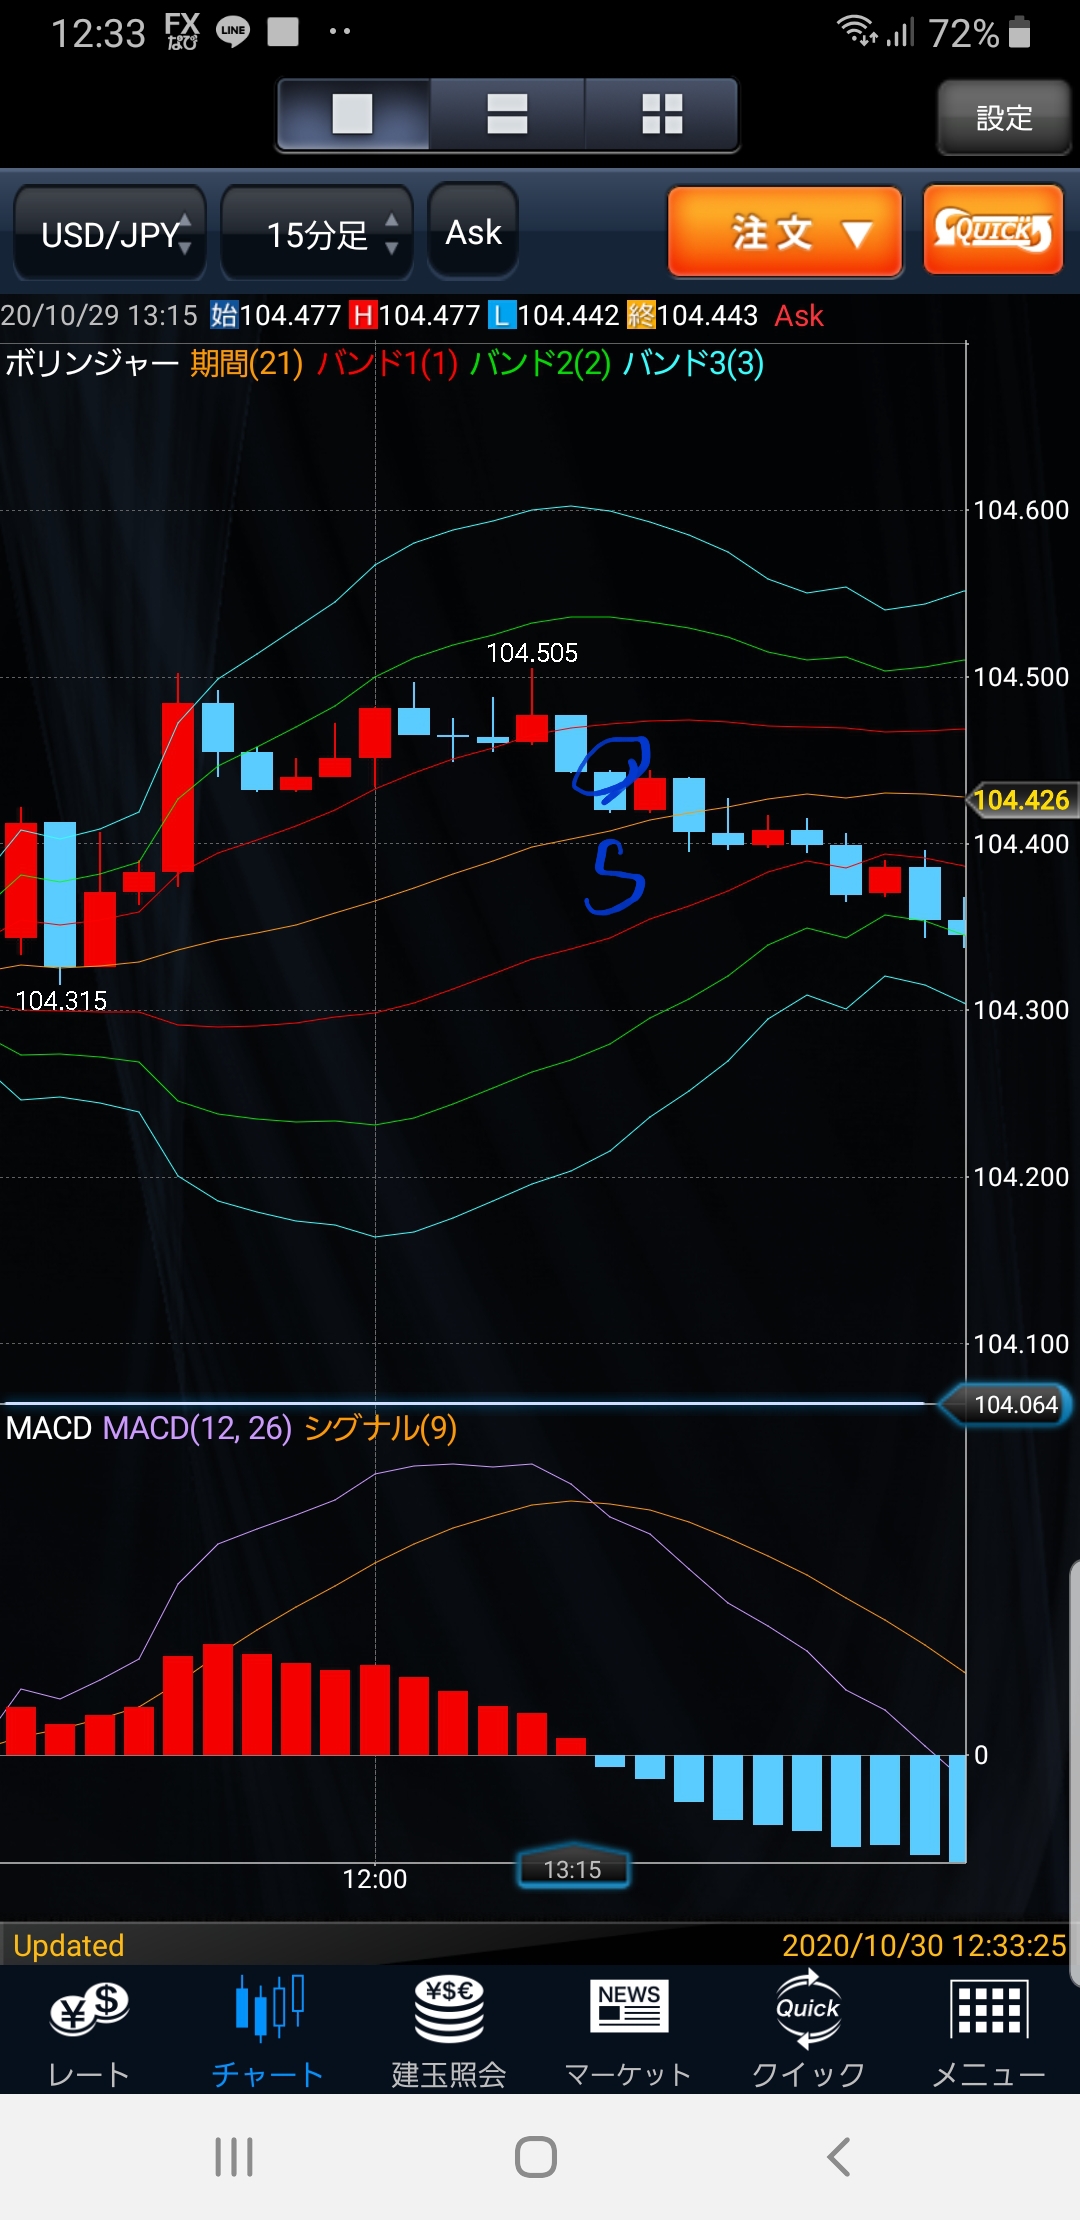 12:33 FXなび LINE 72%
設定
USD/JPY 15分足 Ask 注文 ▼ QUICK
20/10/29 13:15 始104.477 H104.477 L104.442 終104.443 Ask
ボリンジャー 期間(21) バンド1(1) バンド2(2) バンド3(3)
104.600
104.505
104.500
104.426
104.400
S
104.315
104.300
104.200
104.100
104.064
MACD MACD(12, 26) シグナル(9)
0
12:00 13:15
Updated 2020/10/30 12:33:25
¥$ ¥$€ NEWS Quick
レート チャート 建玉照会 マーケット クイック メニュー